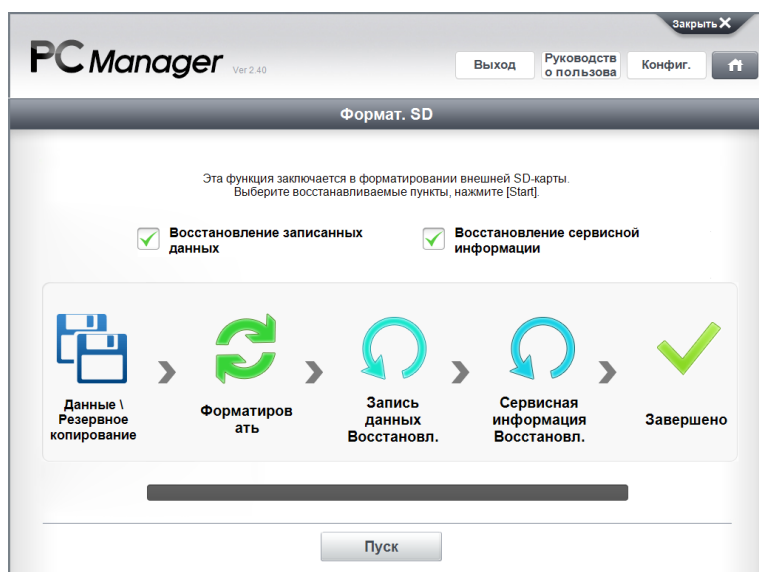 Закрыть X
PC Manager Ver 2.40
Выход
Руководств
о пользова
Конфиг.
Формат. SD
Эта функция заключается в форматировании внешней SD-карты.
Выберите восстанавливаемые пункты, нажмите [Start].
Восстановление записанных
данных
Восстановление сервисной
информации
Данные \
Резервное
копирование
Форматиров
ать
Запись
данных
Восстановл.
Сервисная
информация
Восстановл.
Завершено
Пуск